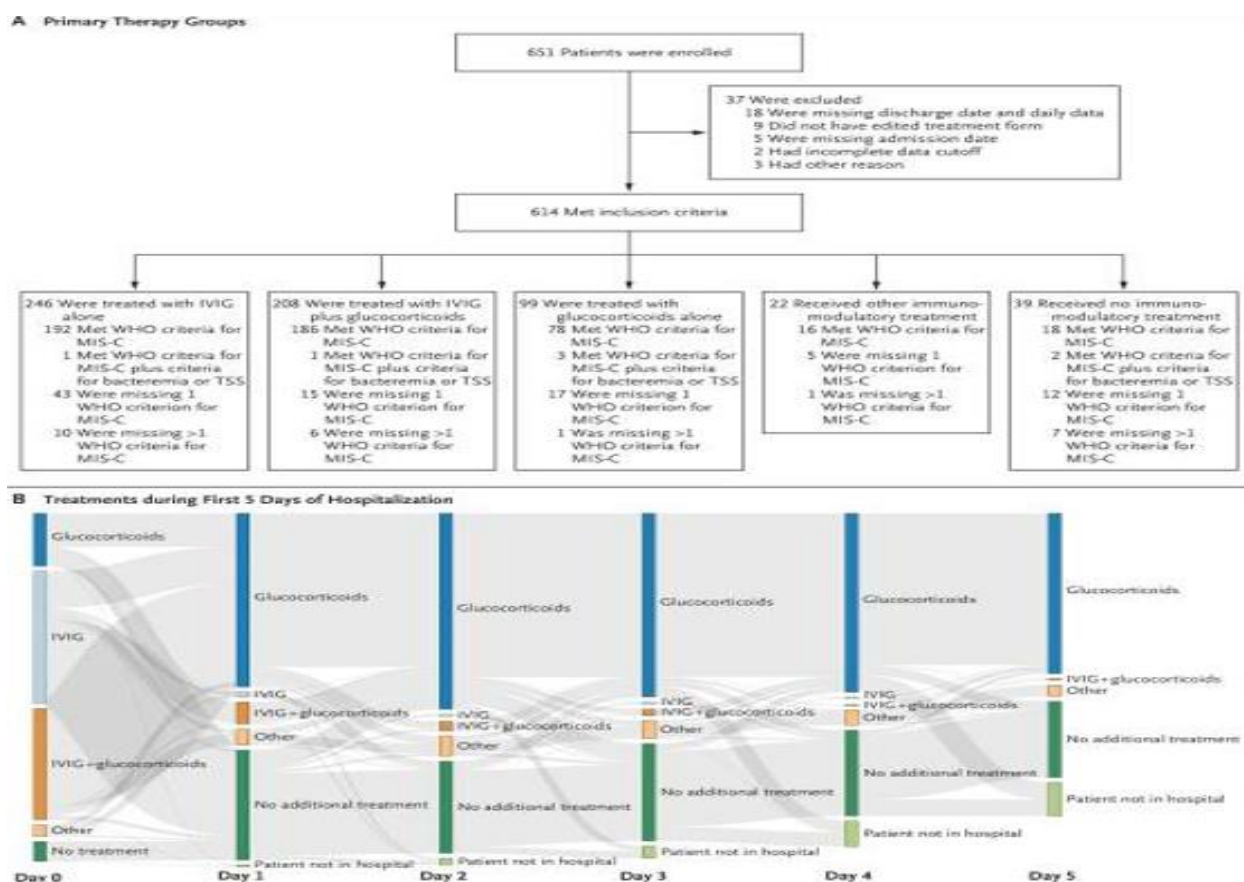 A Primary Therapy Groups
651 Patients were enrolled
37 Were excluded
18 Were missing discharge date and daily data
9 Did not have edited treatment form
5 Were missing admission date
2 Had incomplete data cutoff
3 Had other reason
614 Met inclusion criteria
246 Were treated with IVIG
alone
192 Met WHO criteria for
MIS-C
1 Met WHO criteria for
MIS-C plus criteria
for bacteremia or TSS
43 Were missing 1
WHO criterion for
MIS-C
10 Were missing >1
WHO criteria for
MIS-C
208 Were treated with IVIG
plus glucocorticoids
186 Met WHO criteria for
MIS-C
1 Met WHO criteria for
MIS-C plus criteria
for bacteremia or TSS
15 Were missing 1
WHO criterion for
MIS-C
6 Were missing >1
WHO criteria for
MIS-C
99 Were treated with
glucocorticoids alone
78 Met WHO criteria for
MIS-C
3 Met WHO criteria for
MIS-C plus criteria
for bacteremia or TSS
17 Were missing 1
WHO criterion for
MIS-C
1 Was missing >1
WHO criteria for
MIS-C
22 Received other immuno-
modulatory treatment
16 Met WHO criteria for
MIS-C
5 Were missing 1
WHO criterion for
MIS-C
1 Was missing >1
WHO criteria for
MIS-C
39 Received no immuno-
modulatory treatment
18 Met WHO criteria for
MIS-C
2 Met WHO criteria for
MIS-C plus criteria
for bacteremia or TSS
12 Were missing 1
WHO criterion for
MIS-C
7 Were missing >1
WHO criteria for
MIS-C
B Treatments during First 5 Days of Hospitalization
Glucocorticoids
IVIG
IVIG+glucocorticoids
Other
No treatment
Day 0
Glucocorticoids
IVIG
IVIG+glucocorticoids
Other
No additional treatment
Patient not in hospital
Day 1
Glucocorticoids
IVIG
IVIG+glucocorticoids
Other
No additional treatment
Patient not in hospital
Day 2
Glucocorticoids
IVIG
IVIG+glucocorticoids
Other
No additional treatment
Patient not in hospital
Day 3
Glucocorticoids
IVIG
IVIG+glucocorticoids
Other
No additional treatment
Patient not in hospital
Day 4
Glucocorticoids
IVIG+glucocorticoids
Other
No additional treatment
Patient not in hospital
Day 5